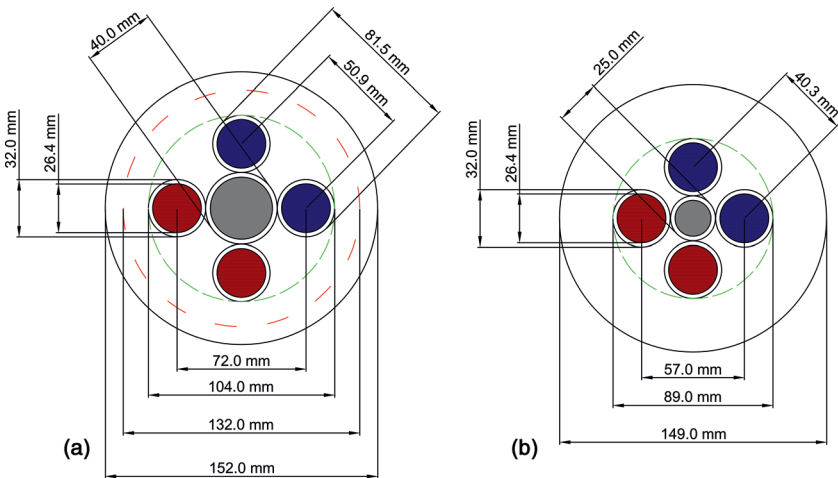 40.0 mm
81.5 mm
50.9 mm
32.0 mm
26.4 mm
72.0 mm
104.0 mm
132.0 mm
152.0 mm
(a)
25.0 mm
40.3 mm
32.0 mm
26.4 mm
57.0 mm
89.0 mm
149.0 mm
(b)